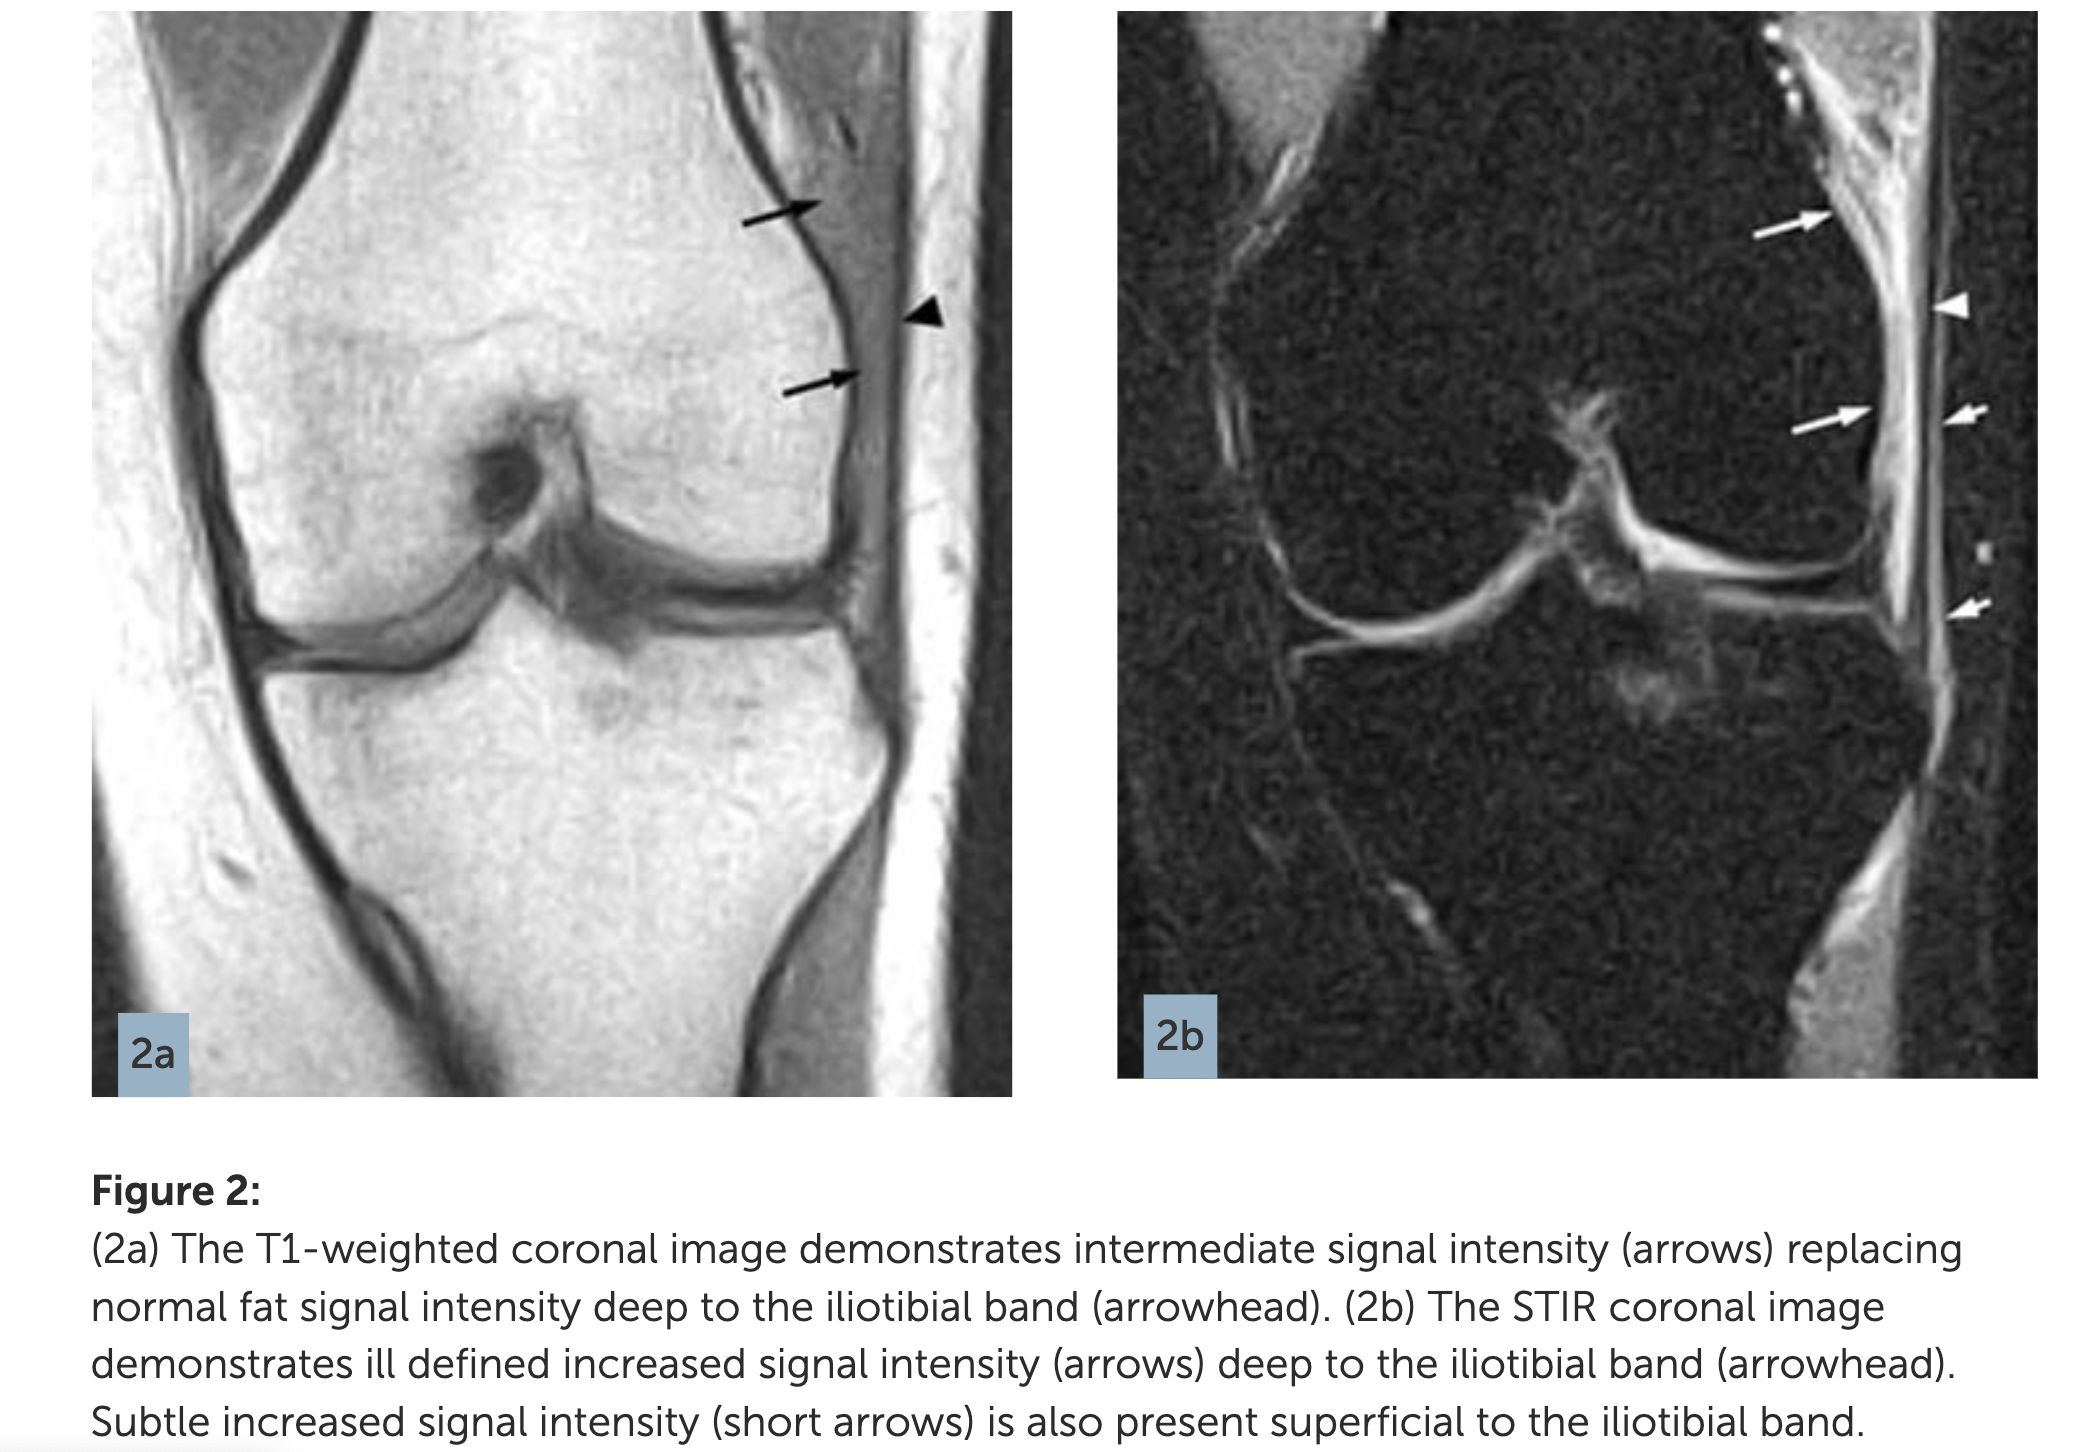 2a
2b
Figure 2:
(2a) The T1-weighted coronal image demonstrates intermediate signal intensity (arrows) replacing
normal fat signal intensity deep to the iliotibial band (arrowhead). (2b) The STIR coronal image
demonstrates ill defined increased signal intensity (arrows) deep to the iliotibial band (arrowhead).
Subtle increased signal intensity (short arrows) is also present superficial to the iliotibial band.